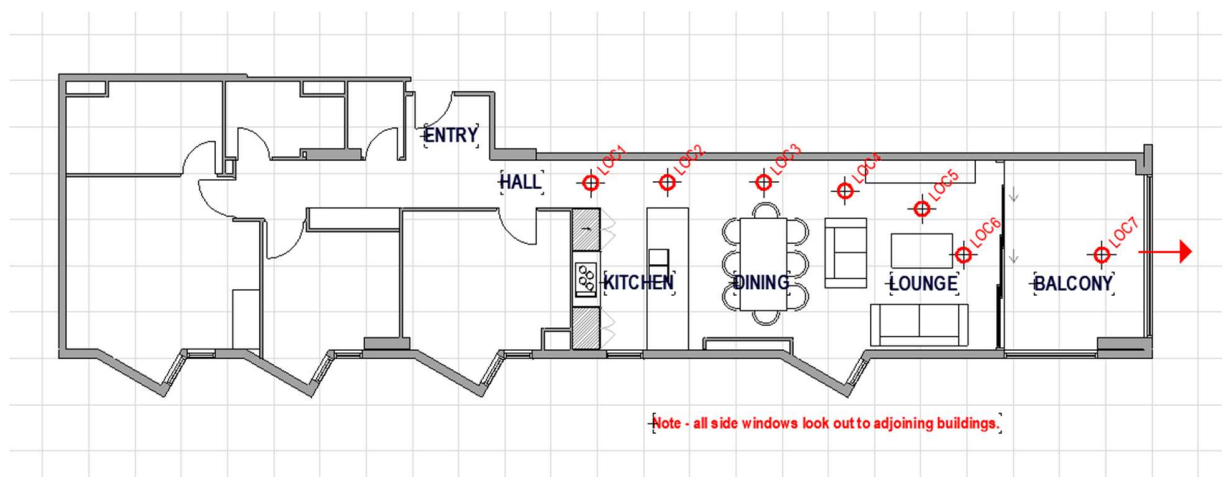 ENTRY
HALL
LOC1
LOC2
LOC3
LOC4
LOC5
LOC6
LOC7
KITCHEN
DINING
LOUNGE
BALCONY
Note - all side windows look out to adjoining buildings.